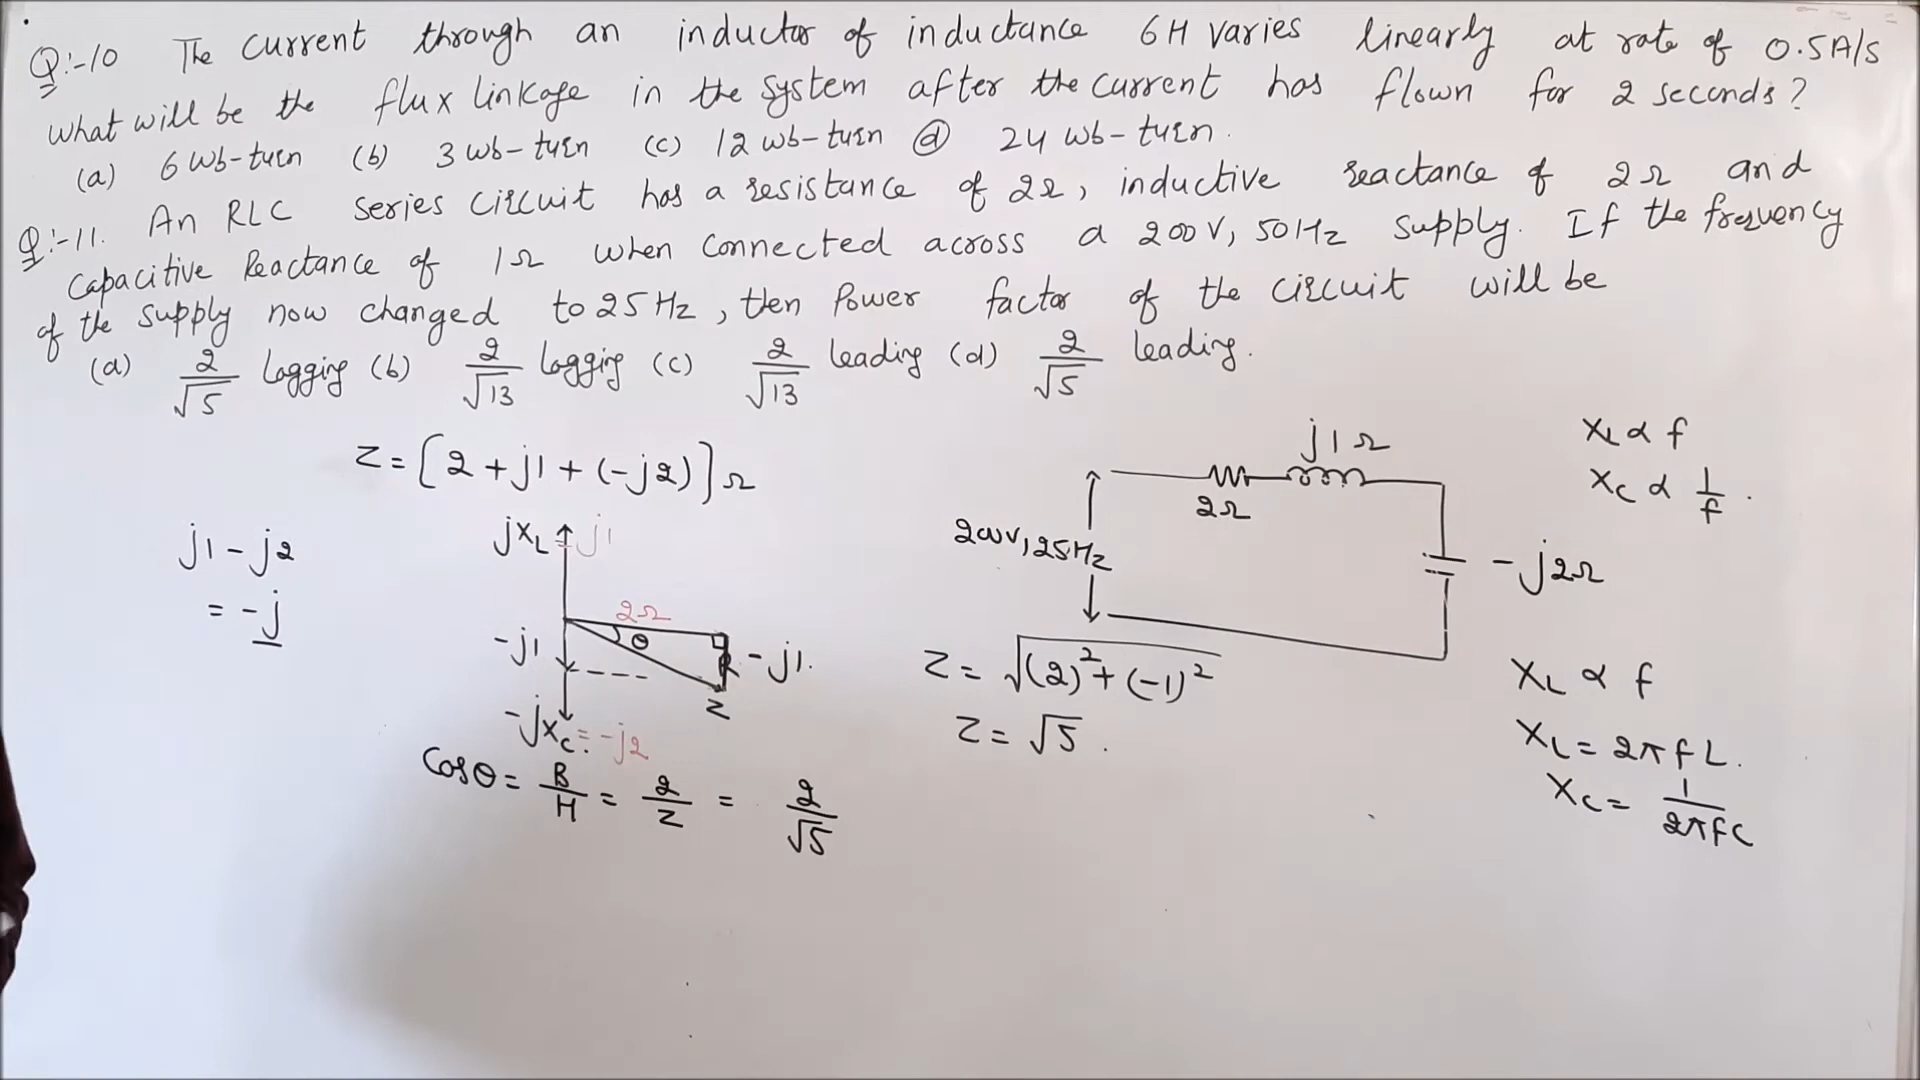 Q:-10 The current through an inductor of inductance 6H varies linearly at rate of 0.5A/s
what will be the flux linkage in the system after the current has flown for 2 seconds?
(a) 6 wb-turn (b) 3 wb-turn (c) 12 wb-turn (d) 24 wb-turn.
Q:-11. An RLC series circuit has a resistance of 2Ω, inductive reactance of 2Ω and
capacitive Reactance of 1Ω when connected across a 200V, 50Hz supply. If the frequency
of the supply now changed to 25Hz, then Power factor of the circuit will be
(a) 2/√5 lagging (b) 2/√13 lagging (c) 2/√13 leading (d) 2/√5 leading.
Z = [2 + j1 + (-j2)] Ω
j1 - j2
= -j
jXL j1
2Ω
θ
-j1
-j1.
Z
-jXc = -j2
Cosθ = B/H = 2/Z = 2/√5
j1Ω
2Ω
200V, 25Hz
-j2Ω
Z = √(2)² + (-1)²
Z = √5.
XL ∝ f
Xc ∝ 1/f.
XL ∝ f
XL = 2πfL.
Xc = 1/2πfC